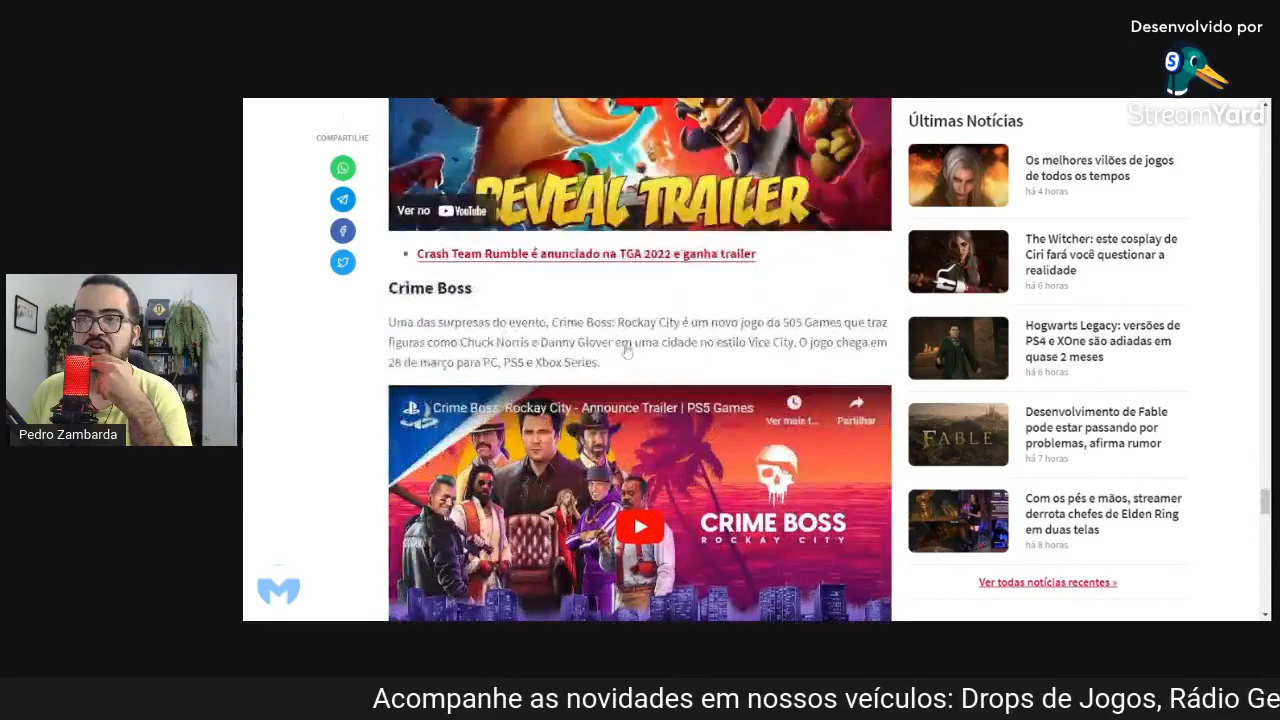 Desenvolvido por
StreamYard
COMPARTILHE
REVEAL TRAILER
Ver no YouTube
Crash Team Rumble é anunciado na TGA 2022 e ganha trailer
Crime Boss
Uma das surpresas do evento, Crime Boss: Rockay City é um novo jogo da 505 Games que traz
figuras como Chuck Norris e Danny Glover em uma cidade no estilo Vice City. O jogo chega em
28 de março para PC, PS5 e Xbox Series.
Crime Boss: Rockay City - Announce Trailer | PS5 Games
Ver mais t...
Partilhar
CRIME BOSS
ROCKAY CITY
Últimas Notícias
Os melhores vilões de jogos
de todos os tempos
há 4 horas
The Witcher: este cosplay de
Ciri fará você questionar a
realidade
há 6 horas
Hogwarts Legacy: versões de
PS4 e XOne são adiadas em
quase 2 meses
há 6 horas
Desenvolvimento de Fable
pode estar passando por
problemas, afirma rumor
há 7 horas
FABLE
Com os pés e mãos, streamer
derrota chefes de Elden Ring
em duas telas
há 8 horas
Ver todas notícias recentes »
Pedro Zambarda
Acompanhe as novidades em nossos veículos: Drops de Jogos, Rádio Ge